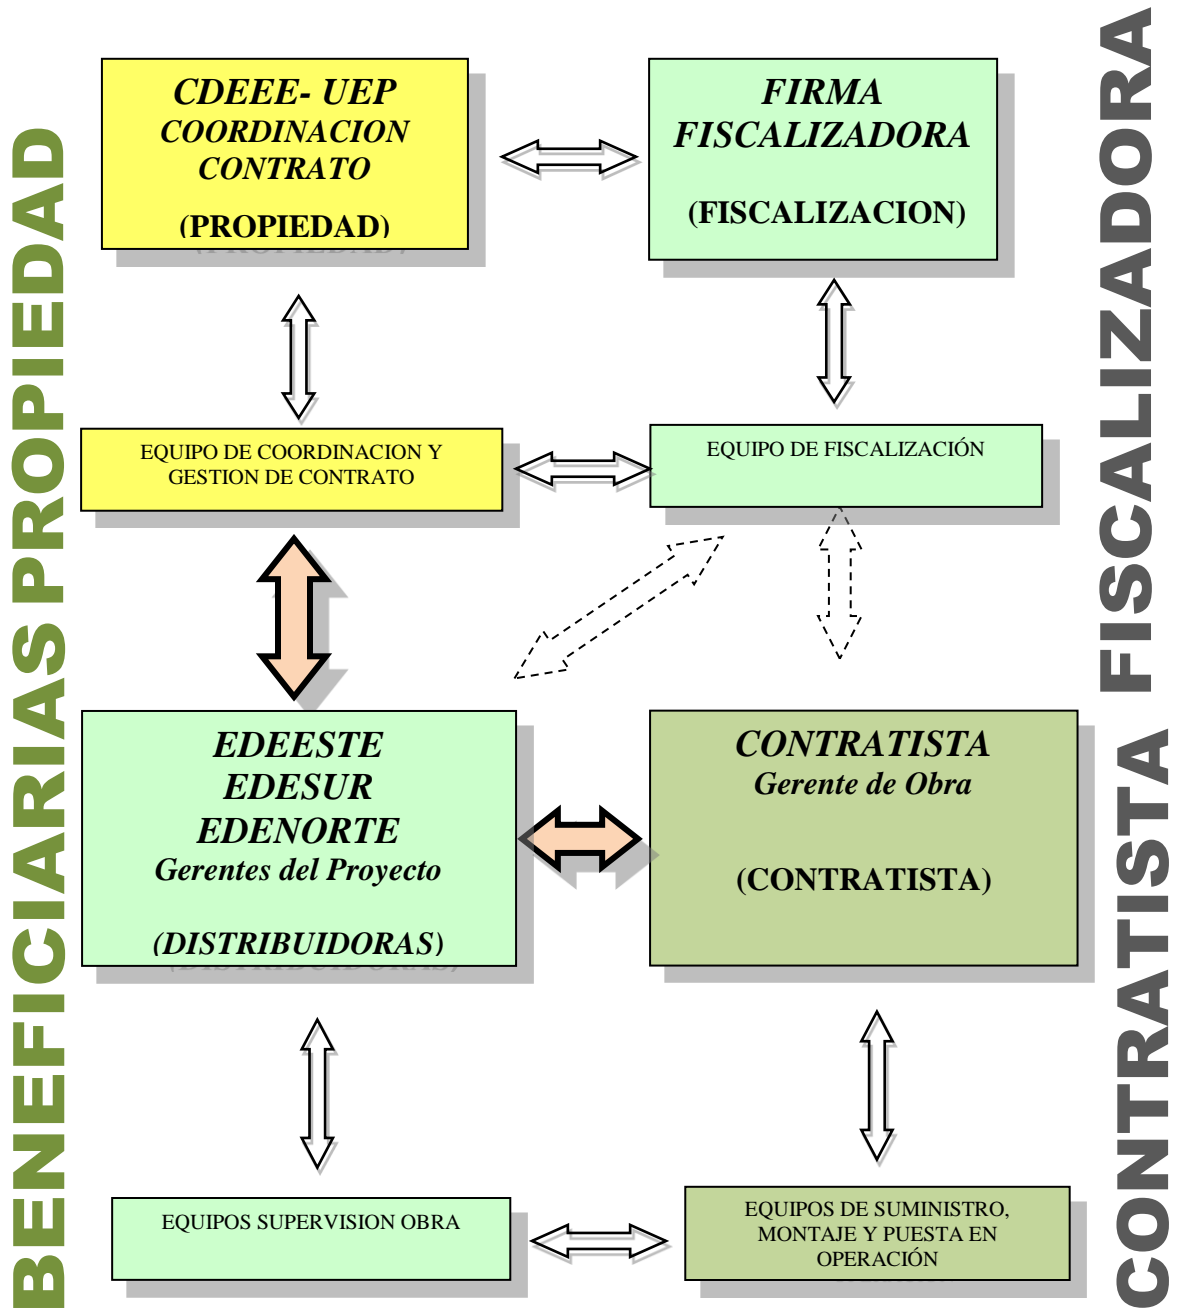 BENEFICIARIAS PROPIEDAD
CDEEE- UEP
COORDINACION
CONTRATO
(PROPIEDAD)
FIRMA
FISCALIZADORA
(FISCALIZACION)
EQUIPO DE COORDINACION Y
GESTION DE CONTRATO
EQUIPO DE FISCALIZACIÓN
EDEESTE
EDESUR
EDENORTE
Gerentes del Proyecto
(DISTRIBUIDORAS)
CONTRATISTA
Gerente de Obra
(CONTRATISTA)
EQUIPOS SUPERVISION OBRA
EQUIPOS DE SUMINISTRO,
MONTAJE Y PUESTA EN
OPERACIÓN
CONTRATISTA FISCALIZADORA